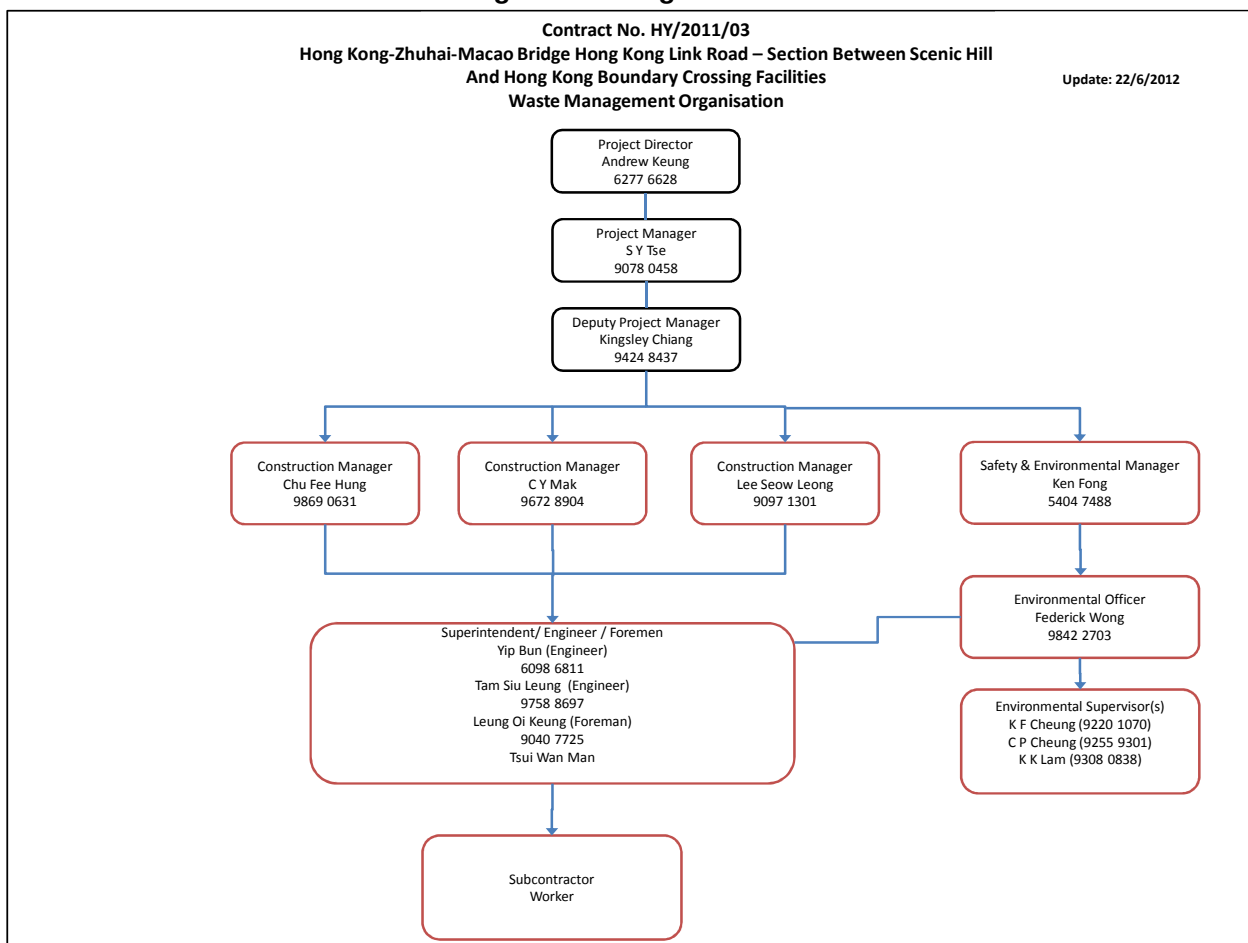 Contract No. HY/2011/03
Hong Kong-Zhuhai-Macao Bridge Hong Kong Link Road – Section Between Scenic Hill
And Hong Kong Boundary Crossing Facilities
Waste Management Organisation
Update: 22/6/2012
Project Director
Andrew Keung
6277 6628
Project Manager
S Y Tse
9078 0458
Deputy Project Manager
Kingsley Chiang
9424 8437
Construction Manager
Chu Fee Hung
9869 0631
Construction Manager
C Y Mak
9672 8904
Construction Manager
Lee Seow Leong
9097 1301
Safety & Environmental Manager
Ken Fong
5404 7488
Environmental Officer
Federick Wong
9842 2703
Superintendent/ Engineer / Foremen
Yip Bun (Engineer)
6098 6811
Tam Siu Leung (Engineer)
9758 8697
Leung Oi Keung (Foreman)
9040 7725
Tsui Wan Man
Environmental Supervisor(s)
K F Cheung (9220 1070)
C P Cheung (9255 9301)
K K Lam (9308 0838)
Subcontractor
Worker